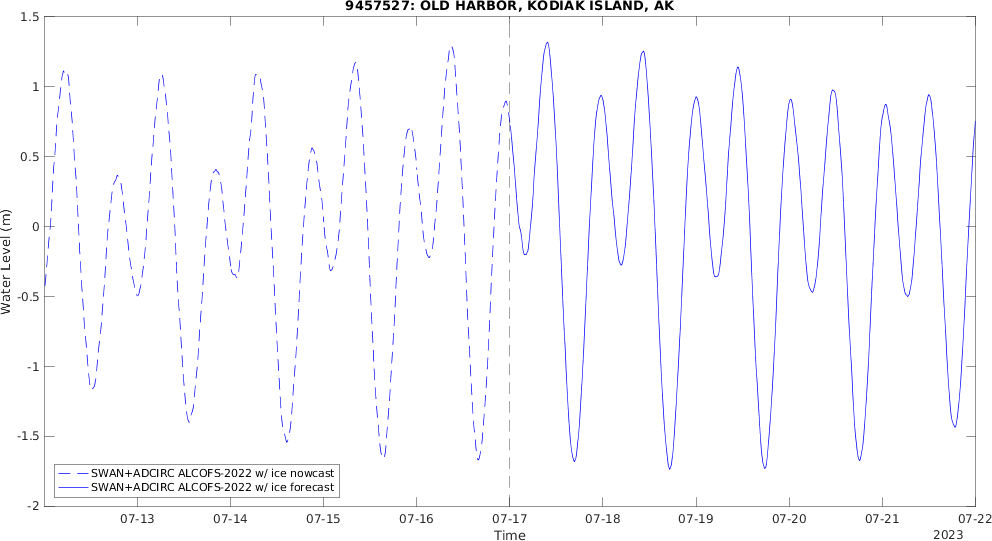 9457527: OLD HARBOR, KODIAK ISLAND, AK
1.5
1
0.5
0
-0.5
-1
-1.5
-2
Water Level (m)
SWAN+ADCIRC ALCOFS-2022 w/ ice nowcast
SWAN+ADCIRC ALCOFS-2022 w/ ice forecast
07-13 07-14 07-15 07-16 07-17 07-18 07-19 07-20 07-21 07-22
Time
2023